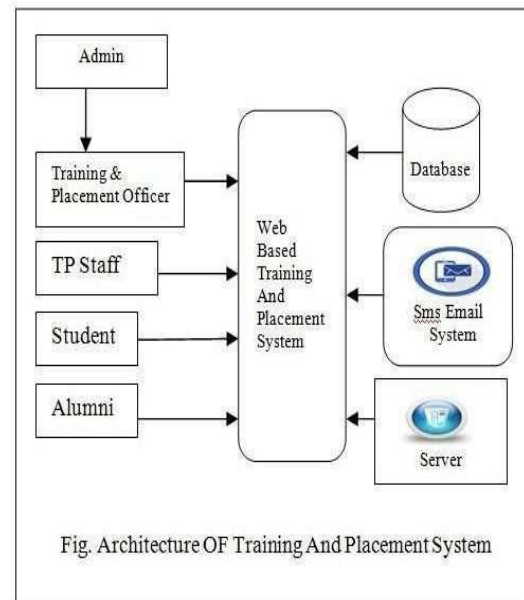 Admin
Training &
Placement Officer
TP Staff
Student
Alumni
Web
Based
Training
And
Placement
System
Database
Sms Email
System
Server
Fig. Architecture OF Training And Placement System